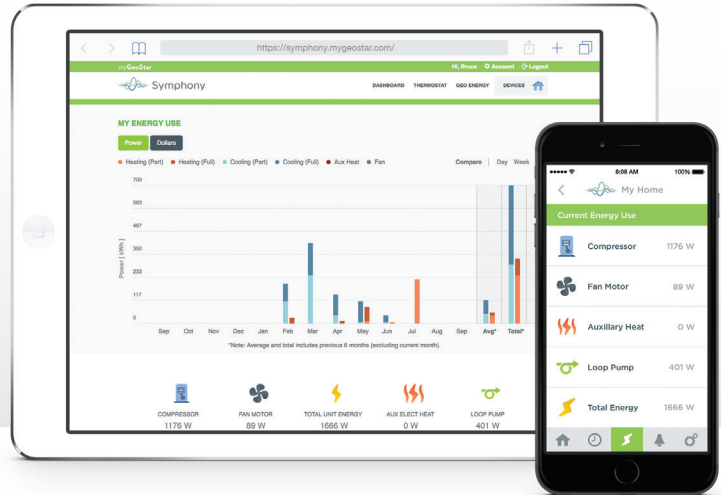 https://symphony.mygeostar.com/
myGeoStar
Hi, Bruce Account Logout
Symphony
DASHBOARD THERMOSTAT GEO ENERGY DEVICES
MY ENERGY USE
Power Dollars
Heating (Part) Heating (Full) Cooling (Part) Cooling (Full) Aux Heat Fan
Compare Day Week
Power [ kWh ]
700
583
467
350
233
117
0
Sep Oct Nov Dec Jan Feb Mar Apr May Jun Jul Aug Sep Avg* Total*
*Note: Average and total includes previous 6 months (excluding current month).
COMPRESSOR FAN MOTOR TOTAL UNIT ENERGY AUX ELECT HEAT LOOP PUMP
1176 W 89 W 1666 W 0 W 401 W
8:08 AM 100%
My Home
Current Energy Use
Compressor 1176 W
Fan Motor 89 W
Auxillary Heat 0 W
Loop Pump 401 W
Total Energy 1666 W